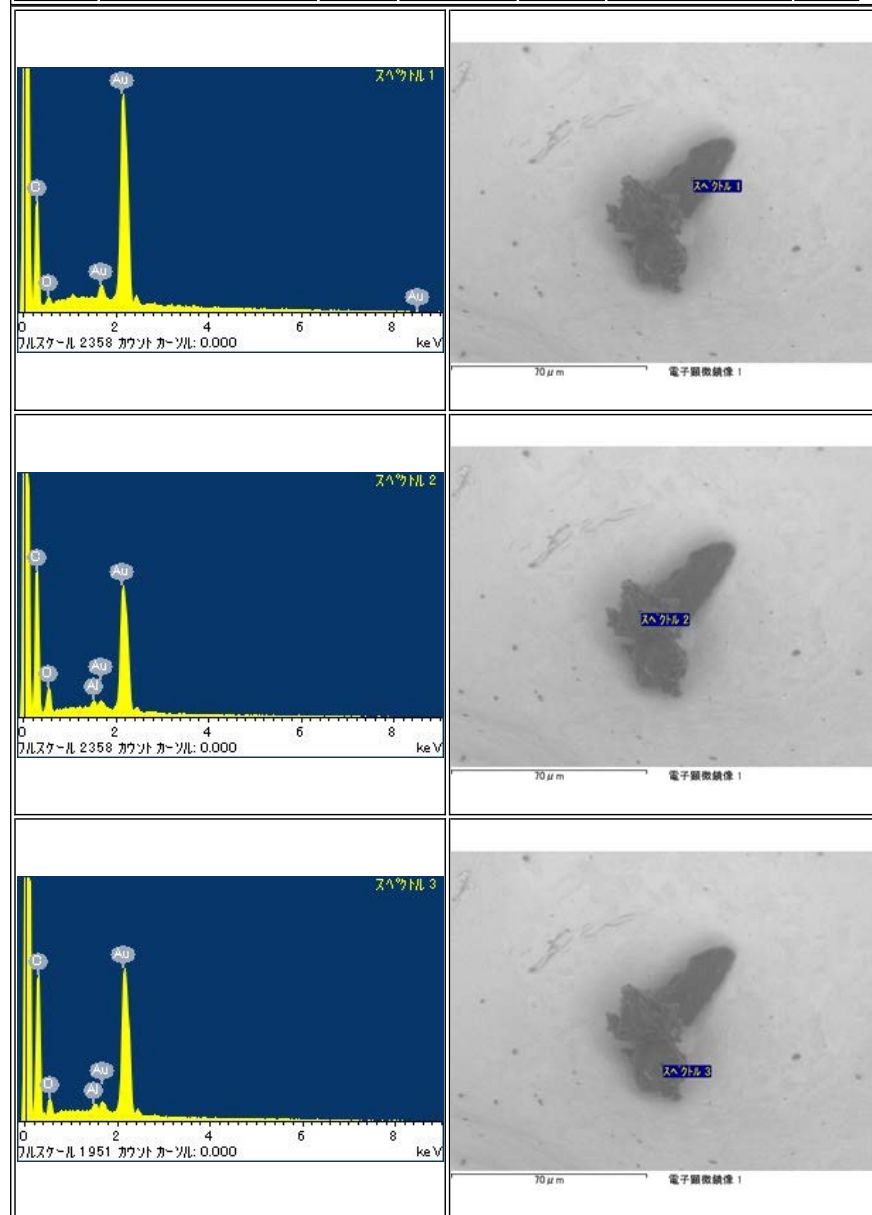 スペクトル 1
Au
C
O
Au
Au
0 2 4 6 8
フルスケール 2358 カウント カーソル: 0.000 keV
スペクトル 1
70μm 電子顕微鏡像 1
スペクトル 2
C
Au
O
Au
Al
0 2 4 6 8
フルスケール 2358 カウント カーソル: 0.000 keV
スペクトル 2
70μm 電子顕微鏡像 1
スペクトル 3
C
Au
O
Au
Al
0 2 4 6 8
フルスケール 1951 カウント カーソル: 0.000 keV
スペクトル 3
70μm 電子顕微鏡像 1